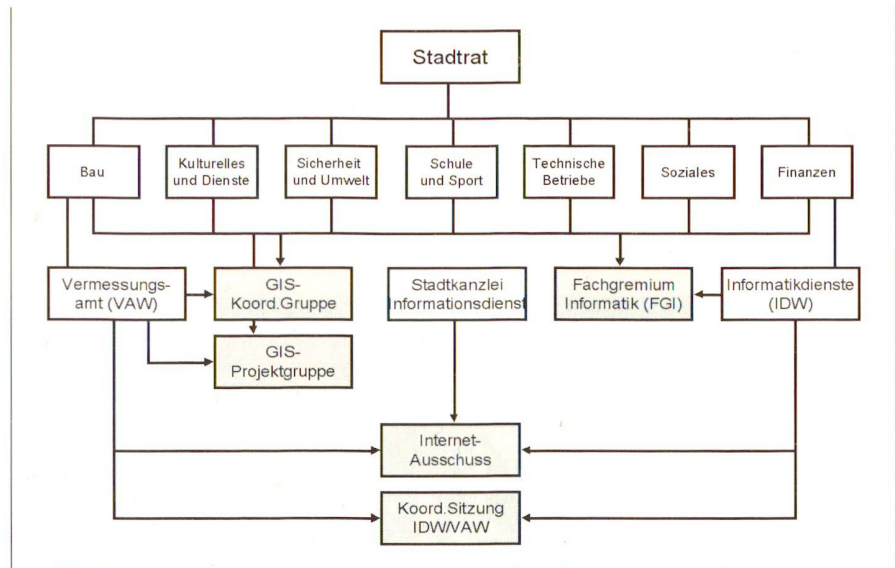 Stadtrat
Bau
Kulturelles
und Dienste
Sicherheit
und Umwelt
Schule
und Sport
Technische
Betriebe
Soziales
Finanzen
Vermessungs-
amt (VAW)
GIS-
Koord.Gruppe
Stadtkanzlei
Informationsdienst
Fachgremium
Informatik (FGI)
Informatikdienste
(IDW)
GIS-
Projektgruppe
Internet-
Ausschuss
Koord.Sitzung
IDW/VAW